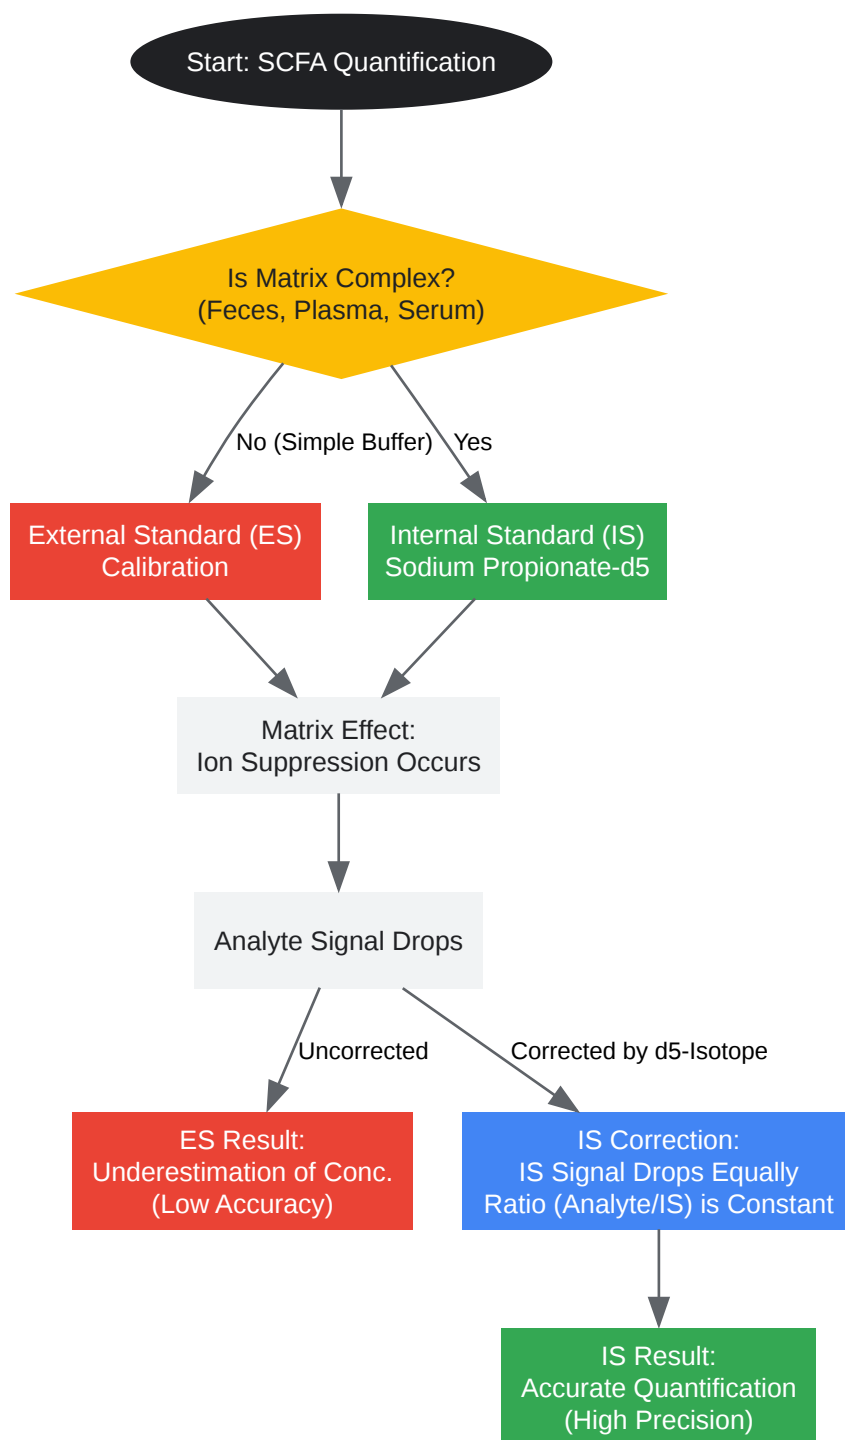 Start: SCFA Quantification
Is Matrix Complex?
(Feces, Plasma, Serum)
No (Simple Buffer)
Yes
External Standard (ES)
Calibration
Internal Standard (IS)
Sodium Propionate-d5
Matrix Effect:
Ion Suppression Occurs
Analyte Signal Drops
Uncorrected
Corrected by d5-Isotope
ES Result:
Underestimation of Conc.
(Low Accuracy)
IS Correction:
IS Signal Drops Equally
Ratio (Analyte/IS) is Constant
IS Result:
Accurate Quantification
(High Precision)